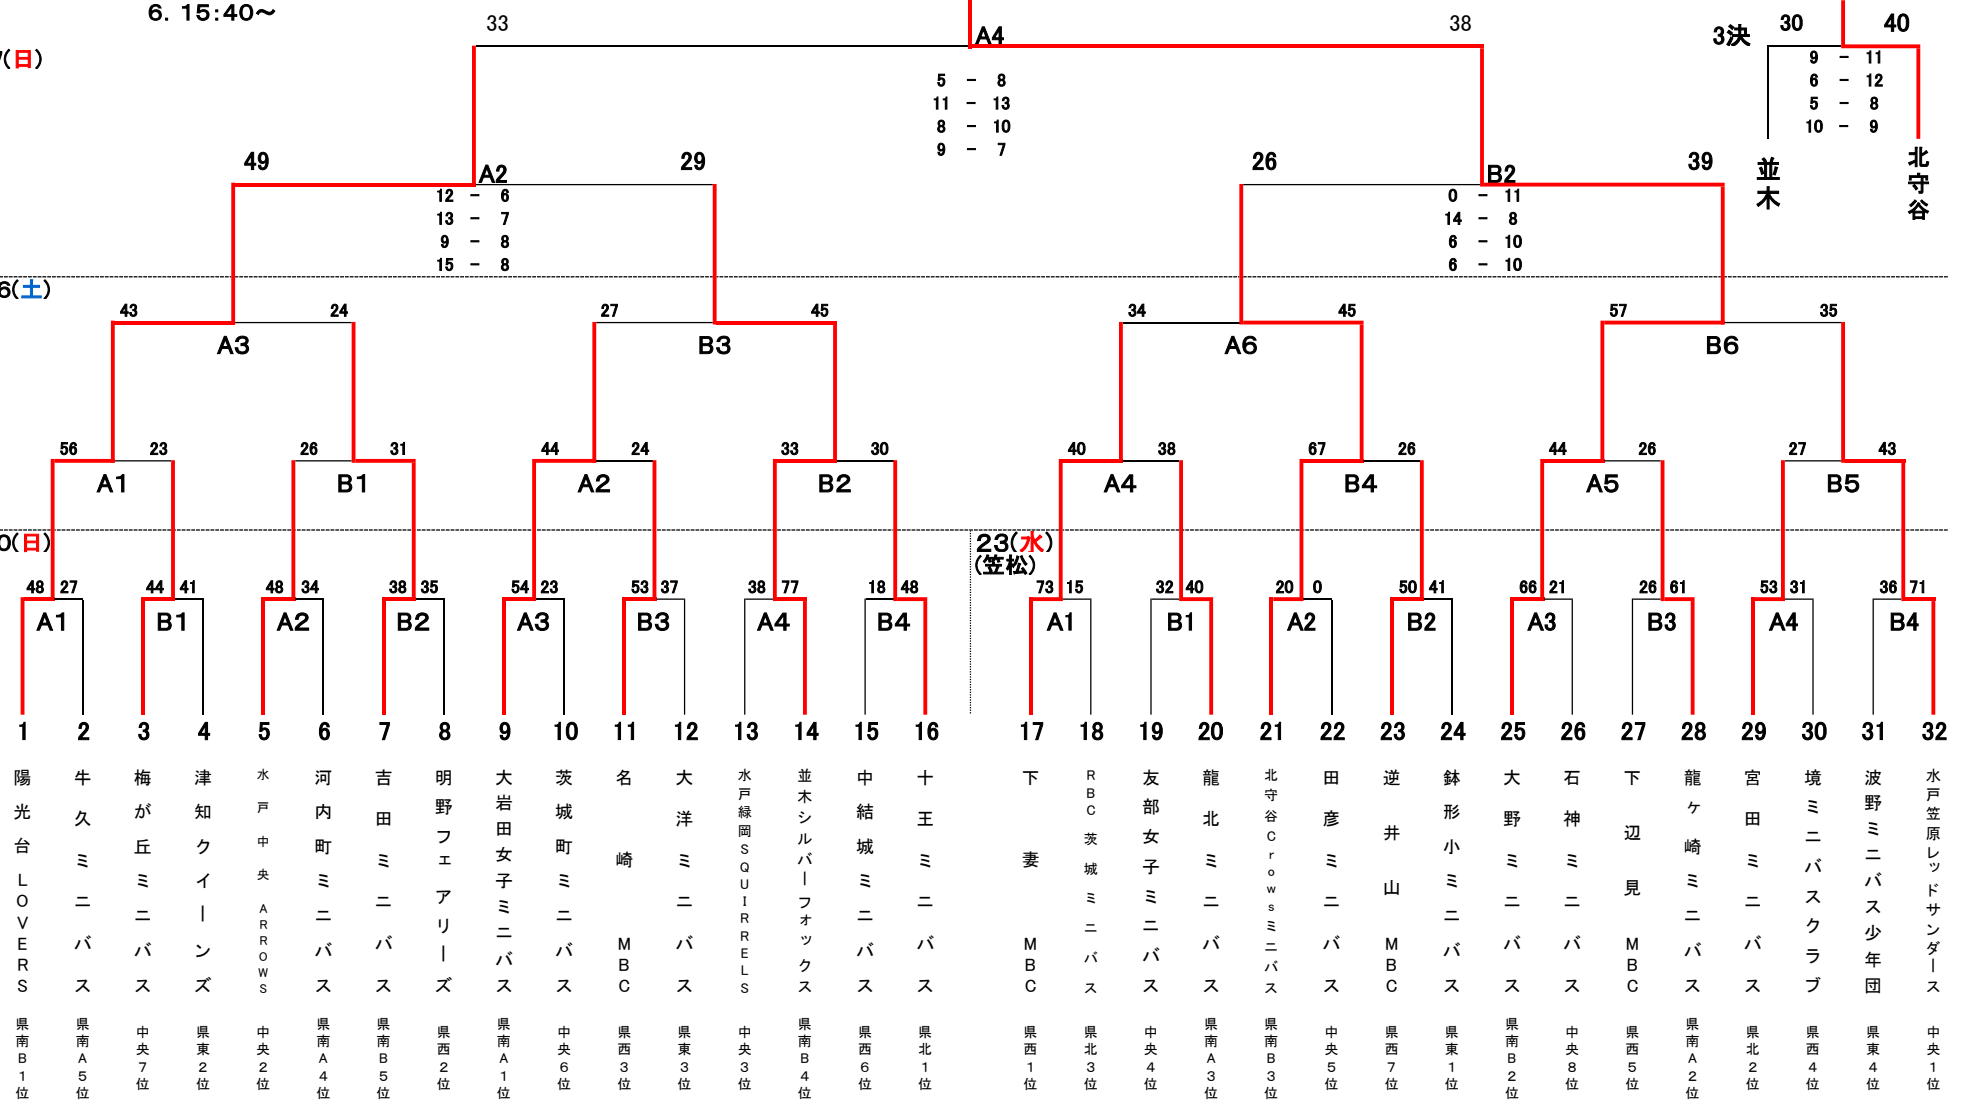 6. 15:40～
33
A4
38
3決
30
40
(日)
5 － 8
11 － 13
8 － 10
9 － 7
9 － 11
6 － 12
5 － 8
10 － 9
並木
北守谷
49
A2
29
26
B2
39
12 － 6
13 － 7
9 － 8
15 － 8
0 － 11
14 － 8
6 － 10
6 － 10
6(土)
43 24 27 45 34 45 57 35
A3 B3 A6 B6
56 23 26 31 44 24 33 30 40 38 67 26 44 26 27 43
A1 B1 A2 B2 A4 B4 A5 B5
0(日)
23(水)
(笠松)
48 27 44 41 48 34 38 35 54 23 53 37 38 77 18 48 73 15 32 40 20 0 50 41 66 21 26 61 53 31 36 71
A1 B1 A2 B2 A3 B3 A4 B4 A1 B1 A2 B2 A3 B3 A4 B4
1 2 3 4 5 6 7 8 9 10 11 12 13 14 15 16 17 18 19 20 21 22 23 24 25 26 27 28 29 30 31 32
陽光台LOVERS
牛久ミニバス
梅が丘ミニバス
津知クイーンズ
水戸中央ARROWS
河内町ミニバス
吉田ミニバス
明野フェアリーズ
大岩田女子ミニバス
茨城町ミニバス
名崎MBC
大洋ミニバス
水戸緑岡SQUIRRELS
並木シルバーフォックス
中結城ミニバス
十王ミニバス
下妻MBC
RBC茨城ミニバス
友部女子ミニバス
龍北ミニバス
北守谷Crowsミニバス
田彦ミニバス
逆井山MBC
鉢形小ミニバス
大野ミニバス
石神ミニバス
下辺見MBC
龍ヶ崎ミニバス
宮田ミニバス
境ミニバスクラブ
波野ミニバス少年団
水戸笠原レッドサンダース
県南B1位
県南A5位
中央7位
県東2位
中央2位
県南A4位
県南B5位
県西2位
県南A1位
中央6位
県西3位
県東3位
中央3位
県南B4位
県西6位
県北1位
県西1位
県北3位
中央4位
県南A3位
県南B3位
中央5位
県西7位
県東1位
県南B2位
中央8位
県西5位
県南A2位
県北2位
県西4位
県東4位
中央1位